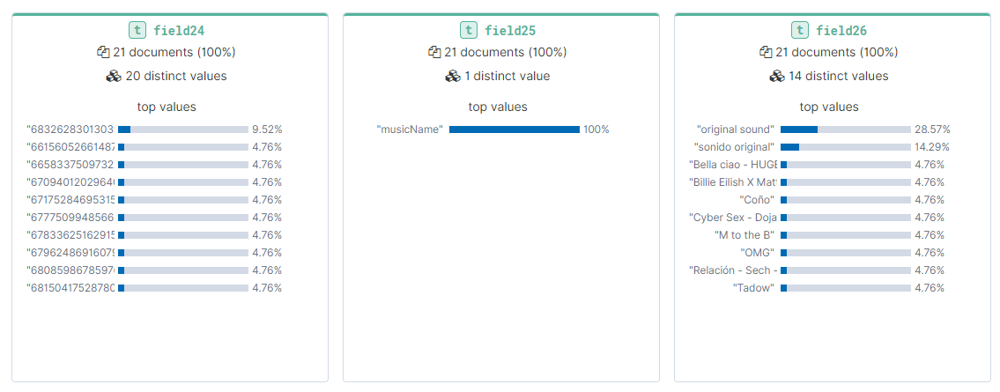 t field24
21 documents (100%)
20 distinct values
top values
"6832628301303 9.52%
"66156052661487 4.76%
"6658337509732 4.76%
"6709401202964 4.76%
"67175284695315 4.76%
"6777509948566 4.76%
"67833625162915 4.76%
"67962486916079 4.76%
"6808598678597 4.76%
"68150417528780 4.76%
t field25
21 documents (100%)
1 distinct value
top values
"musicName" 100%
t field26
21 documents (100%)
14 distinct values
top values
"original sound" 28.57%
"sonido original" 14.29%
"Bella ciao - HUGE 4.76%
"Billie Eilish X Mat 4.76%
"Coño" 4.76%
"Cyber Sex - Doja 4.76%
"M to the B" 4.76%
"OMG" 4.76%
"Relación - Sech - 4.76%
"Tadow" 4.76%